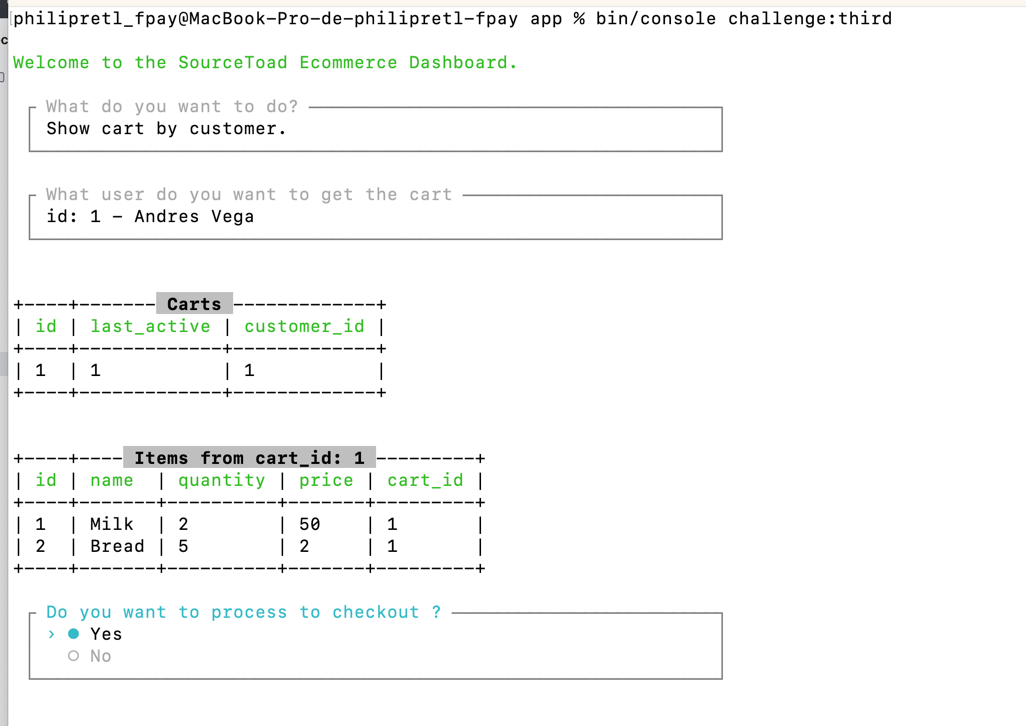 philipretl_fpay@MacBook-Pro-de-philipretl-fpay app % bin/console challenge:third
Welcome to the SourceToad Ecommerce Dashboard.
What do you want to do?
Show cart by customer.
What user do you want to get the cart
id: 1 - Andres Vega
Carts
| id | last_active | customer_id |
| 1 | 1 | 1 |
Items from cart_id: 1
| id | name | quantity | price | cart_id |
| 1 | Milk | 2 | 50 | 1 |
| 2 | Bread | 5 | 2 | 1 |
Do you want to process to checkout ?
› ● Yes
○ No